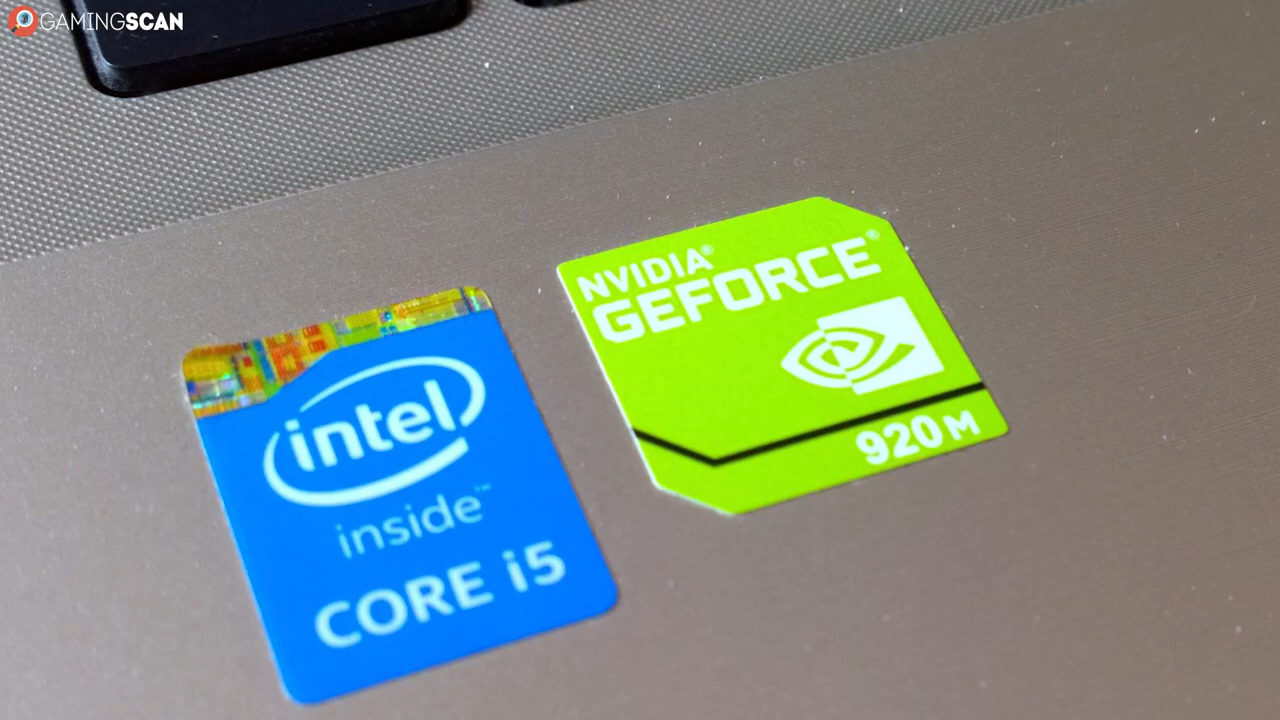 GAMINGSCAN
intel
inside™
CORE i5
NVIDIA®
GEFORCE®
920M